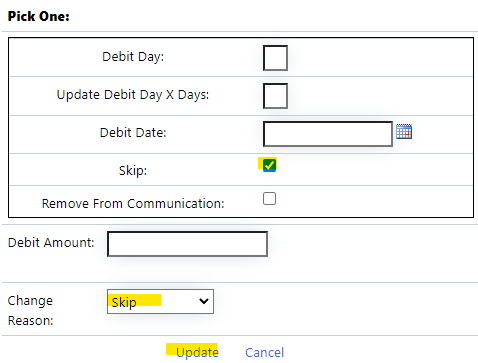 Pick One:
Debit Day:
Update Debit Day X Days:
Debit Date:
Skip:
Remove From Communication:
Debit Amount:
Change
Reason:
Skip
Update Cancel